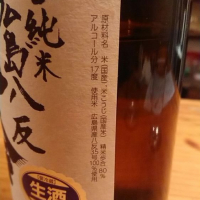 純米
広島八反
原材料名 米(国産)、米こうじ(国産米)
アルコール分 17度 精米歩合 60%
使用米 広島県産八反35号100%使用
生酒